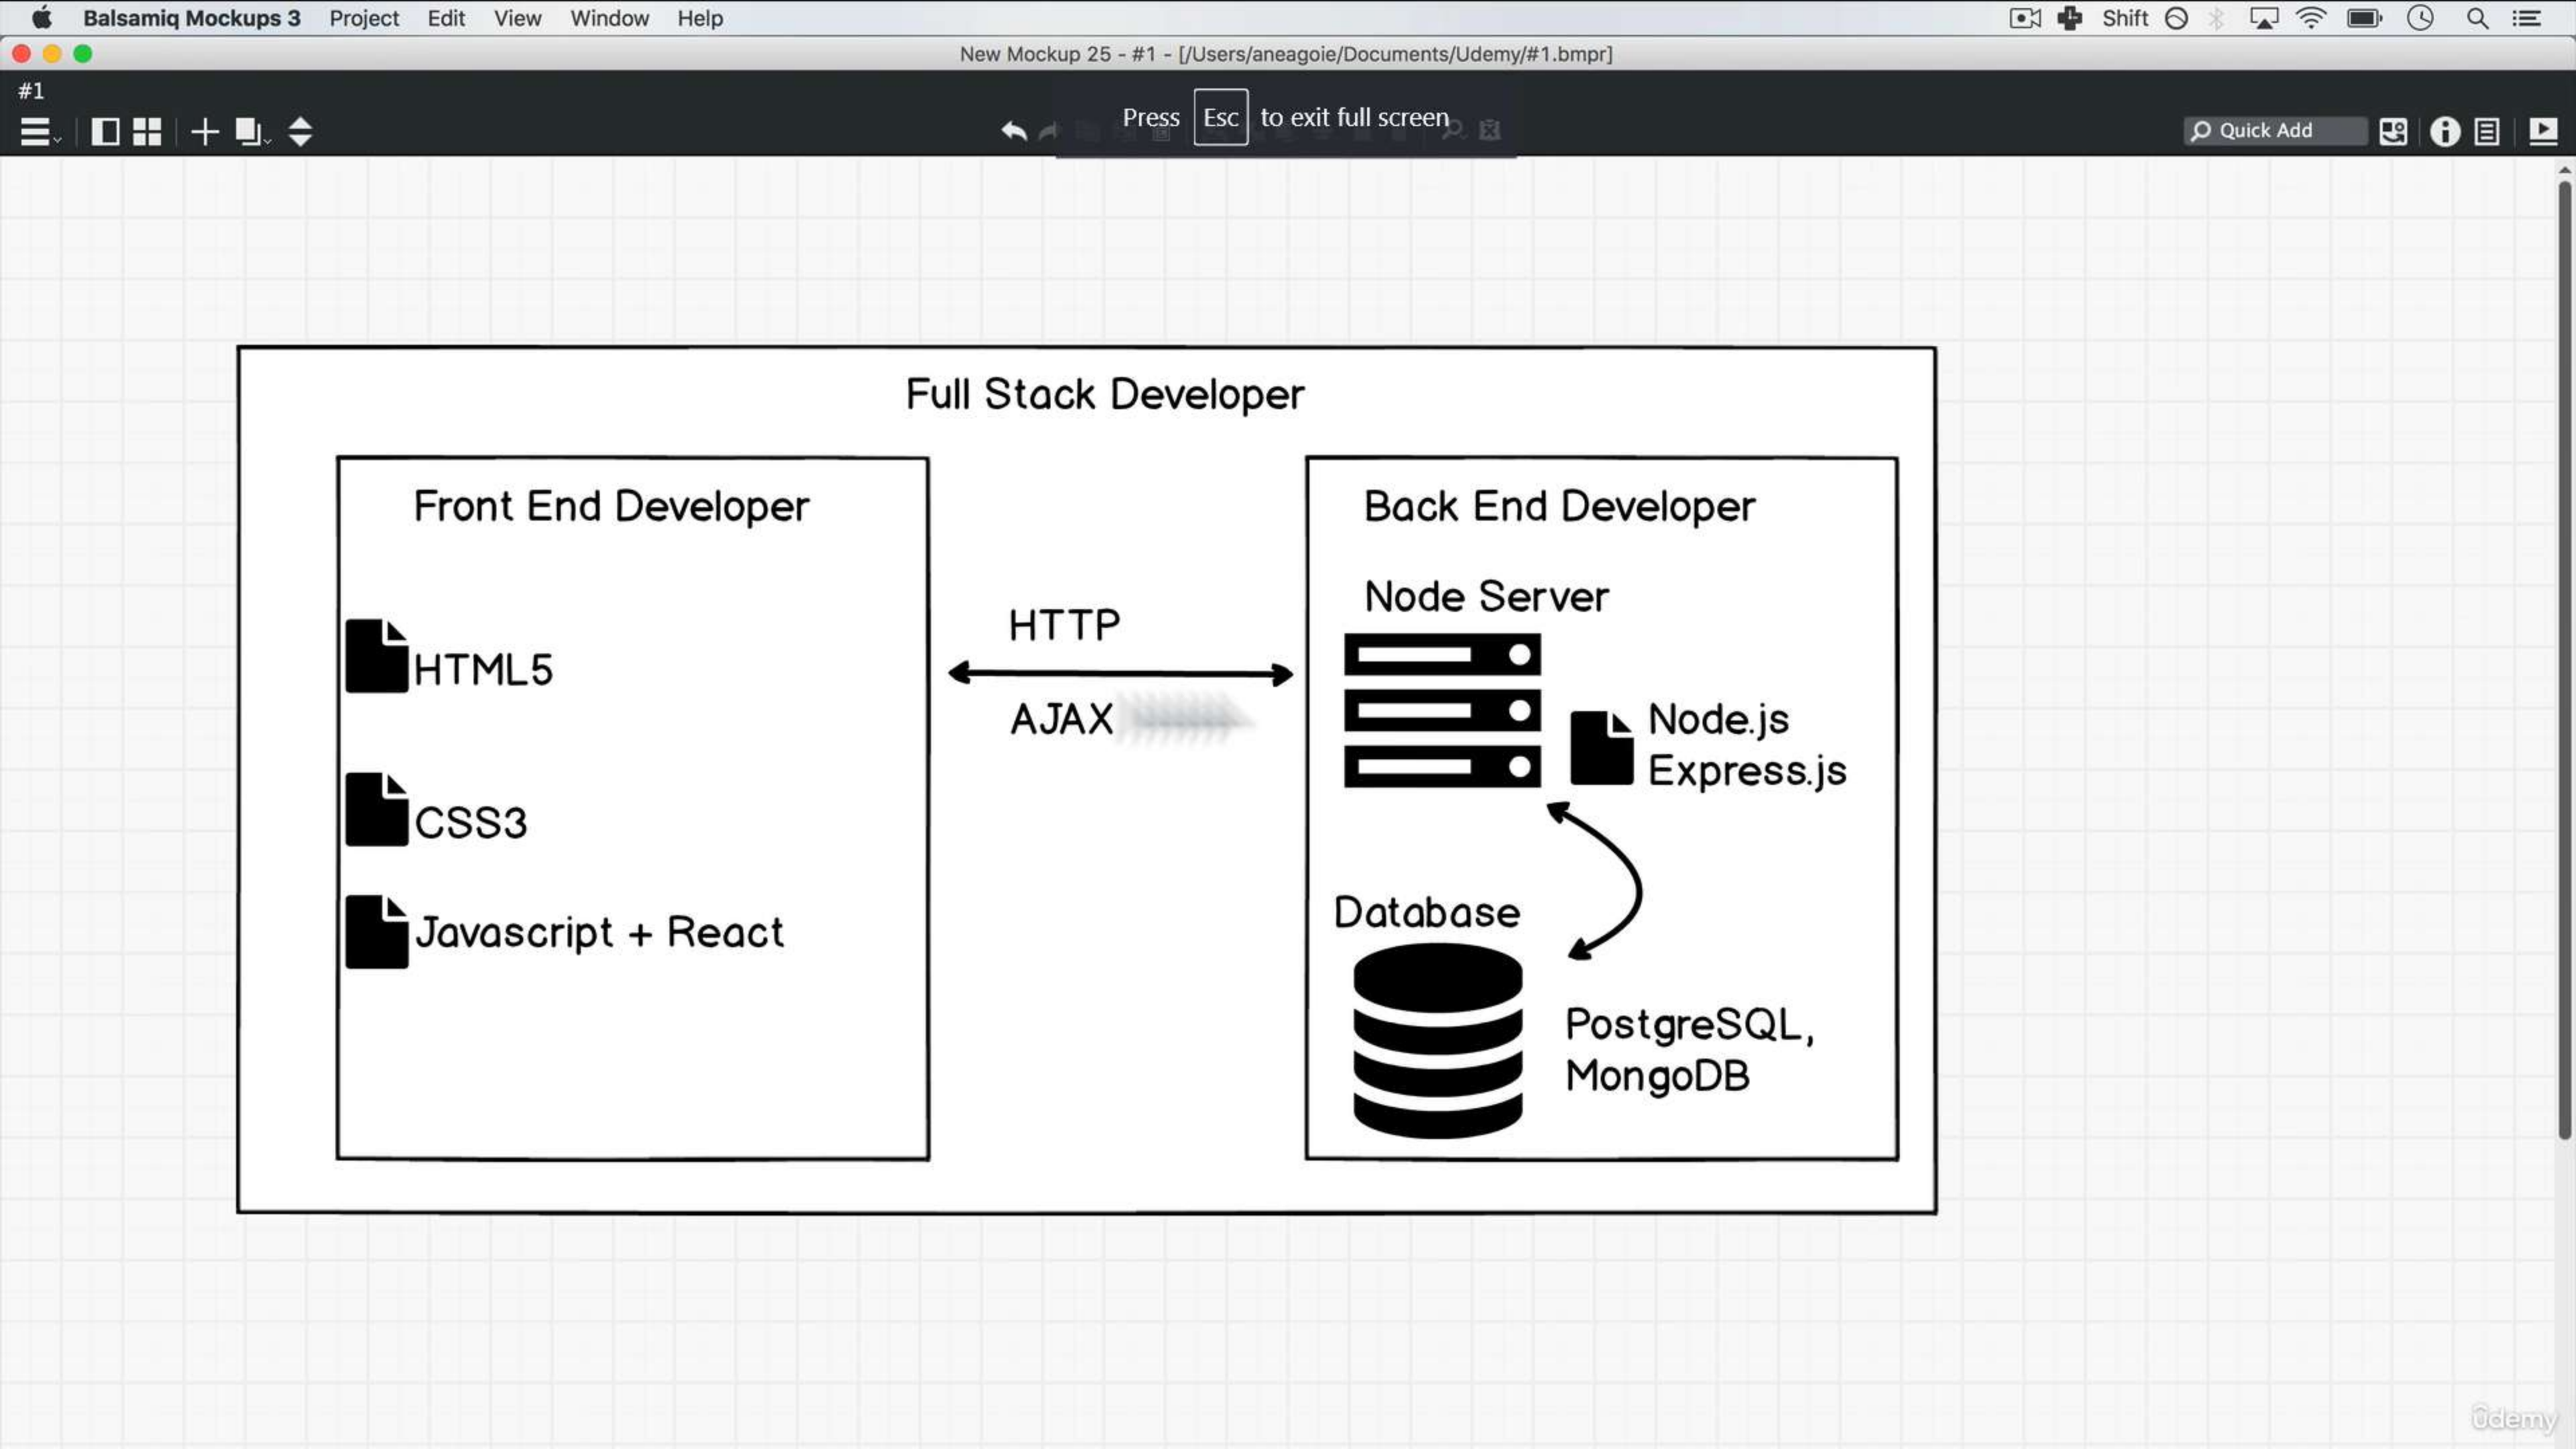 Balsamiq Mockups 3 Project Edit View Window Help Shift
New Mockup 25 - #1 - [/Users/aneagoie/Documents/Udemy/#1.bmpr]
#1
Press Esc to exit full screen
Quick Add
Full Stack Developer
Front End Developer
HTML5
CSS3
Javascript + React
HTTP
AJAX
Back End Developer
Node Server
Node.js
Express.js
Database
PostgreSQL,
MongoDB
ûdemy